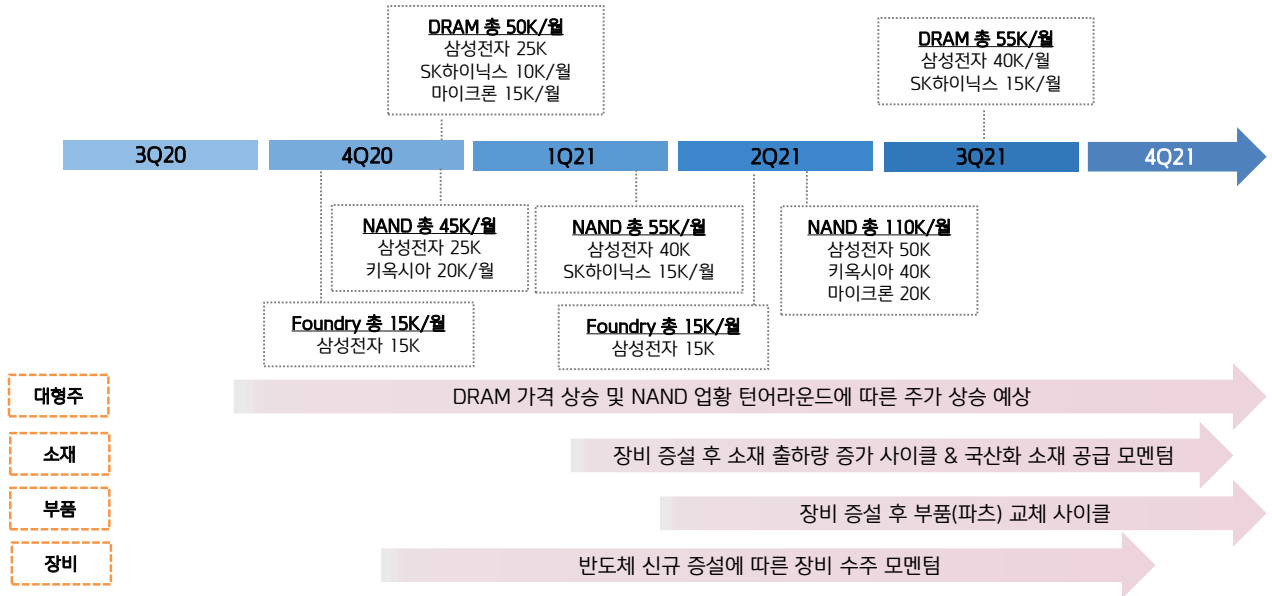 DRAM 총 50K/월
삼성전자 25K
SK하이닉스 10K/월
마이크론 15K/월
DRAM 총 55K/월
삼성전자 40K/월
SK하이닉스 15K/월
3Q20
4Q20
1Q21
2Q21
3Q21
4Q21
NAND 총 45K/월
삼성전자 25K
키옥시아 20K/월
NAND 총 55K/월
삼성전자 40K
SK하이닉스 15K/월
NAND 총 110K/월
삼성전자 50K
키옥시아 40K
마이크론 20K
Foundry 총 15K/월
삼성전자 15K
Foundry 총 15K/월
삼성전자 15K
대형주
DRAM 가격 상승 및 NAND 업황 턴어라운드에 따른 주가 상승 예상
소재
장비 증설 후 소재 출하량 증가 사이클 & 국산화 소재 공급 모멘텀
부품
장비 증설 후 부품(파츠) 교체 사이클
장비
반도체 신규 증설에 따른 장비 수주 모멘텀